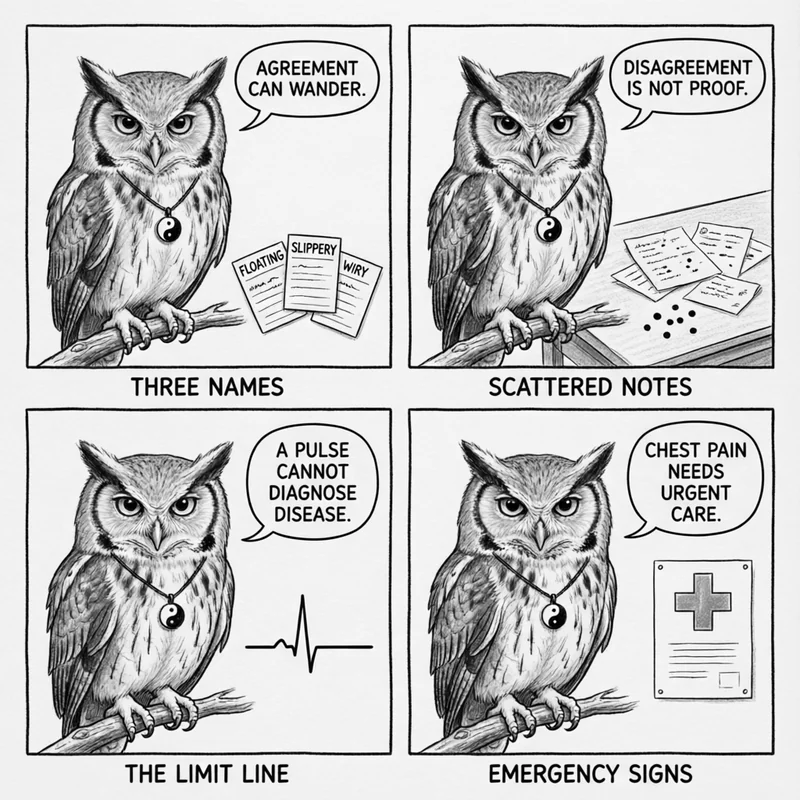 AGREEMENT
CAN WANDER.
FLOATING
SLIPPERY
WIRY
THREE NAMES
DISAGREEMENT
IS NOT PROOF.
SCATTERED NOTES
A PULSE
CANNOT
DIAGNOSE
DISEASE.
THE LIMIT LINE
CHEST PAIN
NEEDS
URGENT
CARE.
EMERGENCY SIGNS